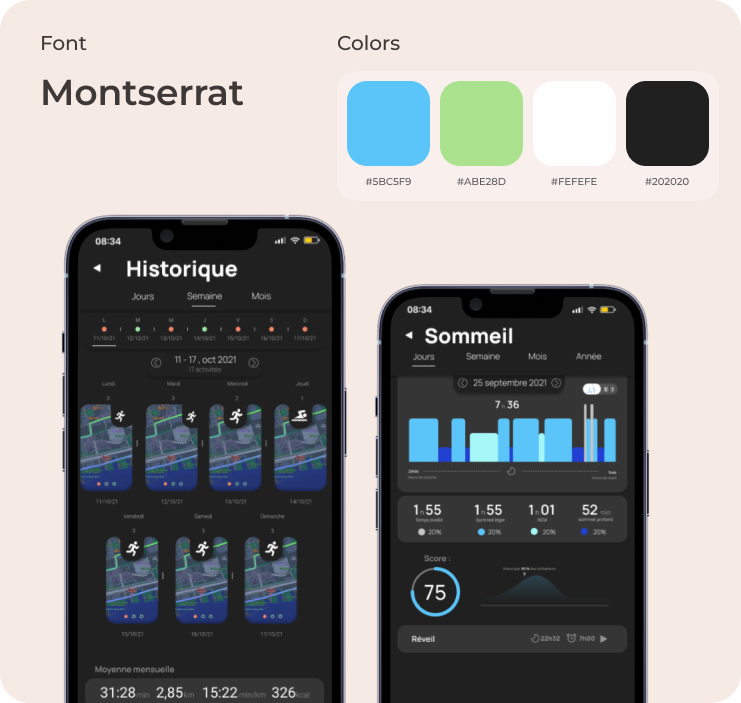 Font
Colors
Montserrat
#5BC5F9
#ABE28D
#FEFEFE
#202020
08:34
Historique
Jours Semaine Mois
L M M J V S D
11/10/21 12/10/21 13/10/21 14/10/21 15/10/21 16/10/21 17/10/21
11 - 17 , oct 2021
17 activités
Lundi Mardi Mercredi Jeudi
3 3 2 3
11/10/21 12/10/21 13/10/21 14/10/21
Vendredi Samedi Dimanche
3 3
15/10/21 16/10/21 17/10/21
Moyenne mensuelle
31:28 min 2,85 km 15:22 min/km 326 kcal
08:34
Sommeil
Jours Semaine Mois Année
25 septembre 2021
7 h 36
1 h 55 1 h 55 1 h 01 52 min
Temps éveillé Sommeil léger sommeil profond
20% 20% 20% 20%
Score :
75
Réveil 22h32 7h00